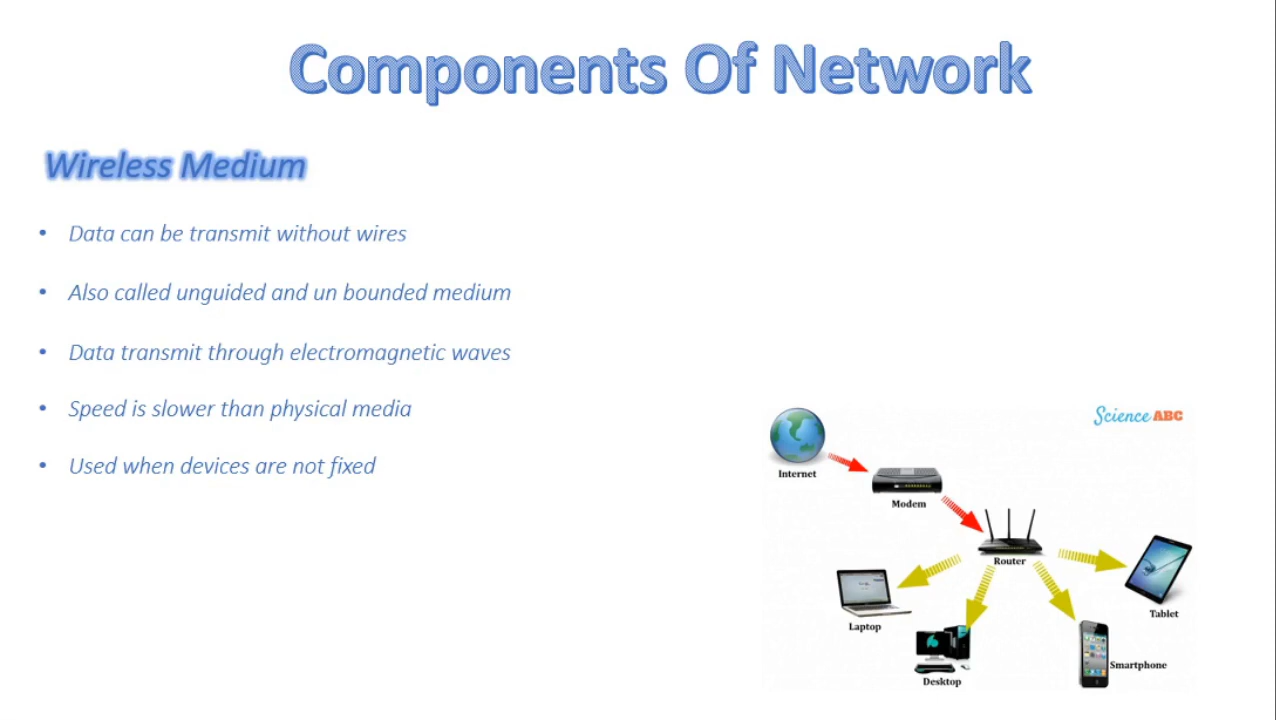 Components Of Network
Wireless Medium
• Data can be transmit without wires
• Also called unguided and un bounded medium
• Data transmit through electromagnetic waves
• Speed is slower than physical media
• Used when devices are not fixed
Science ABC
Internet
Modem
Router
Laptop
Tablet
Desktop
Smartphone